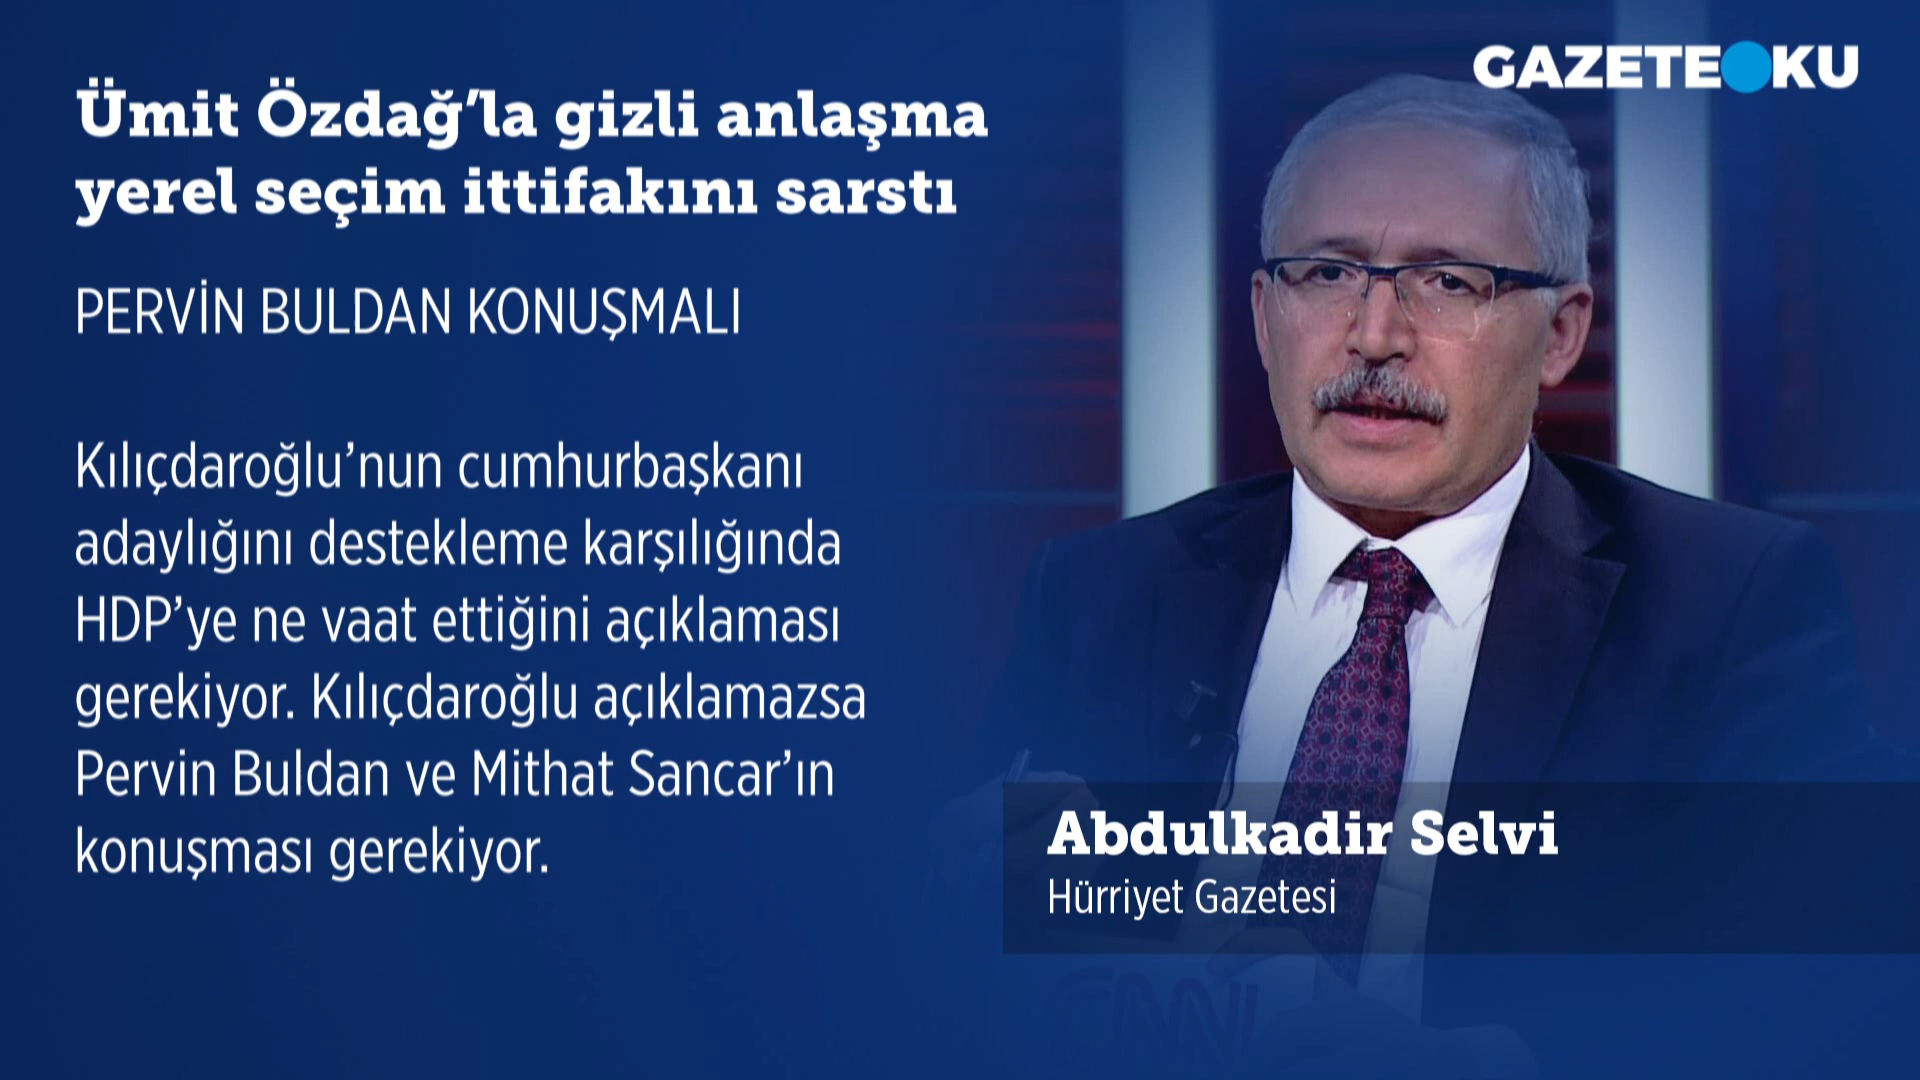 GAZETEOKU
Ümit Özdağ’la gizli anlaşma
yerel seçim ittifakını sarstı
PERVİN BULDAN KONUŞMALI
Kılıçdaroğlu’nun cumhurbaşkanı
adaylığını destekleme karşılığında
HDP’ye ne vaat ettiğini açıklaması
gerekiyor. Kılıçdaroğlu açıklamazsa
Pervin Buldan ve Mithat Sancar’ın
konuşması gerekiyor.
Abdulkadir Selvi
Hürriyet Gazetesi
CNN